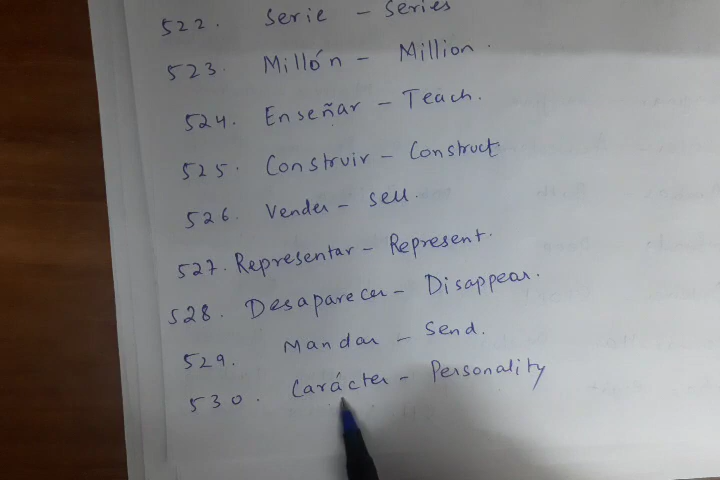 522. Serie - Series
523. Millón - Million.
524. Enseñar - Teach.
525. Construir - Construct
526. Vender - Sell.
527. Representar - Represent.
528. Desaparecer - Disappear.
529. Mandar - Send.
530. Carácter - Personality